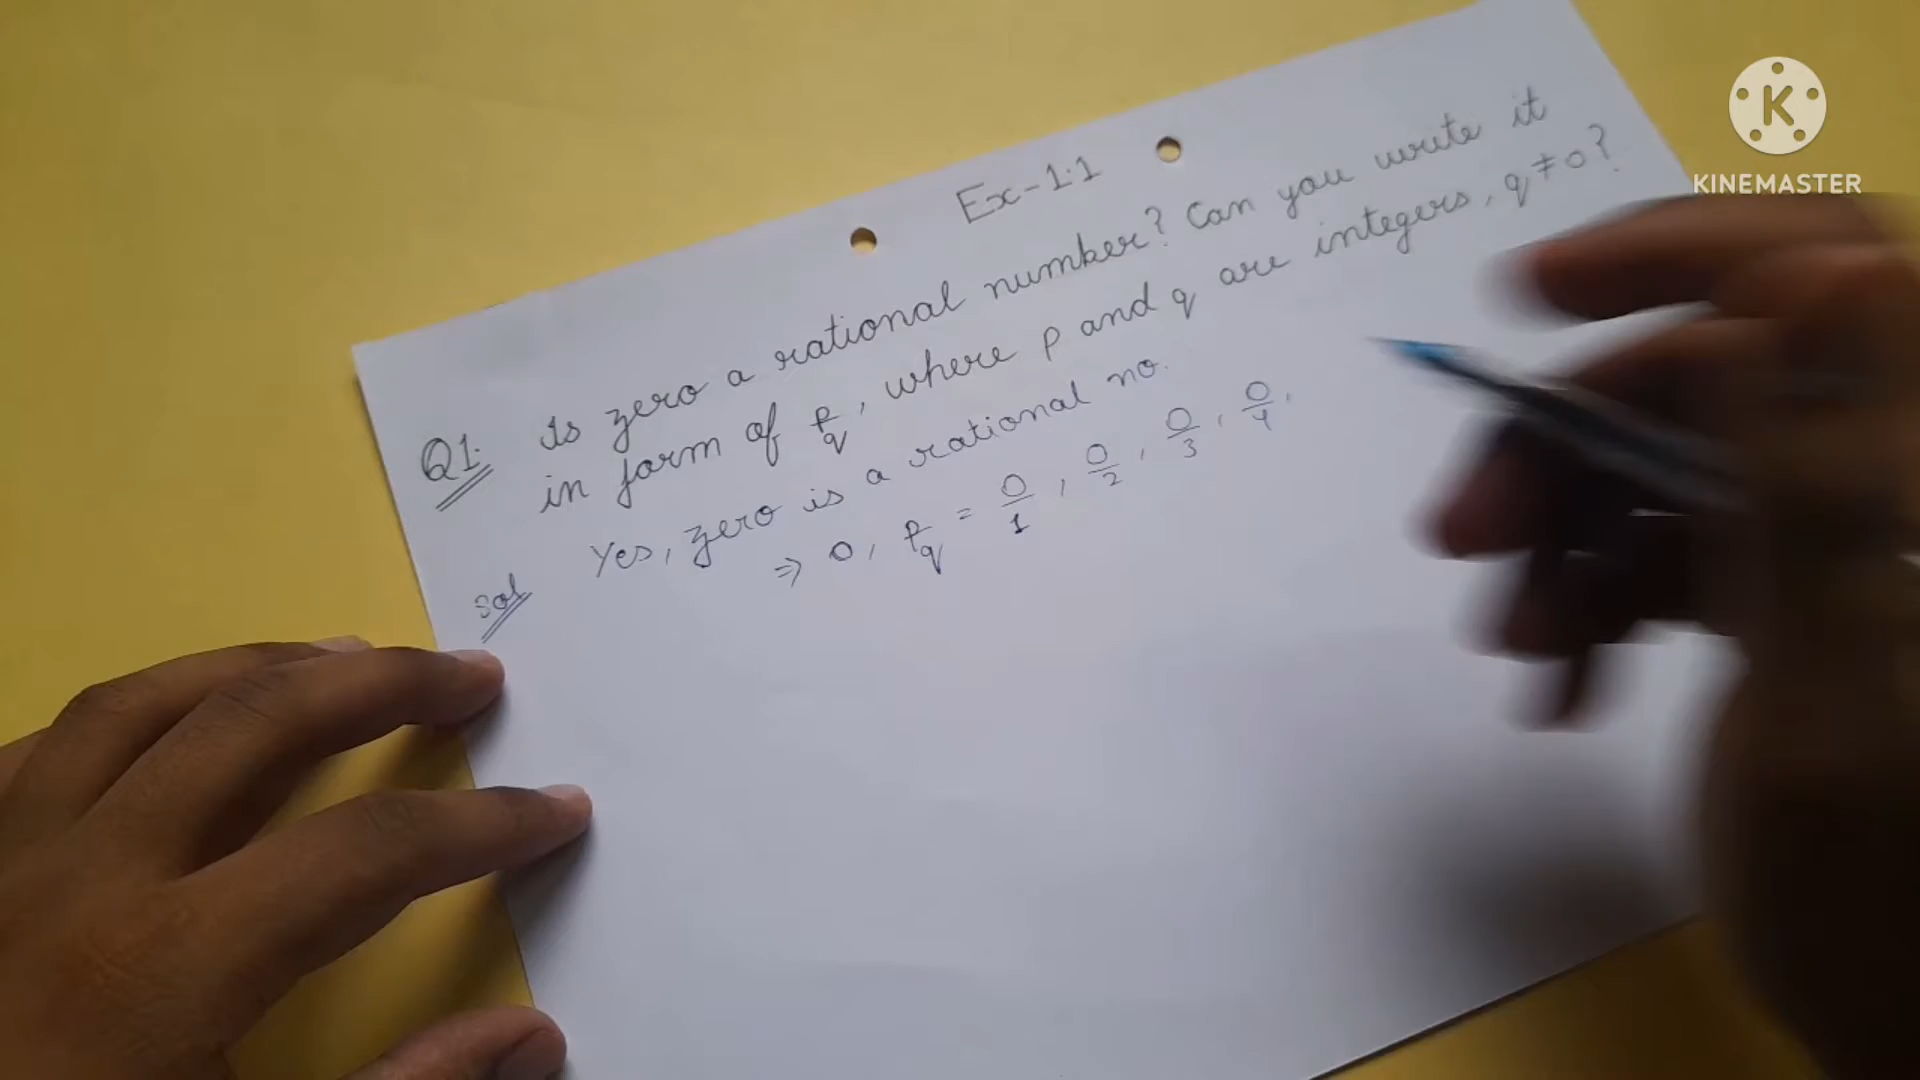 Ex-1.1
Q1. Is zero a rational number? Can you write it
in form of p/q, where p and q are integers, q ≠ 0?
Sol Yes, zero is a rational no.
⇒ 0, p/q = 0/1, 0/2, 0/3, 0/4.
K
KINEMASTER